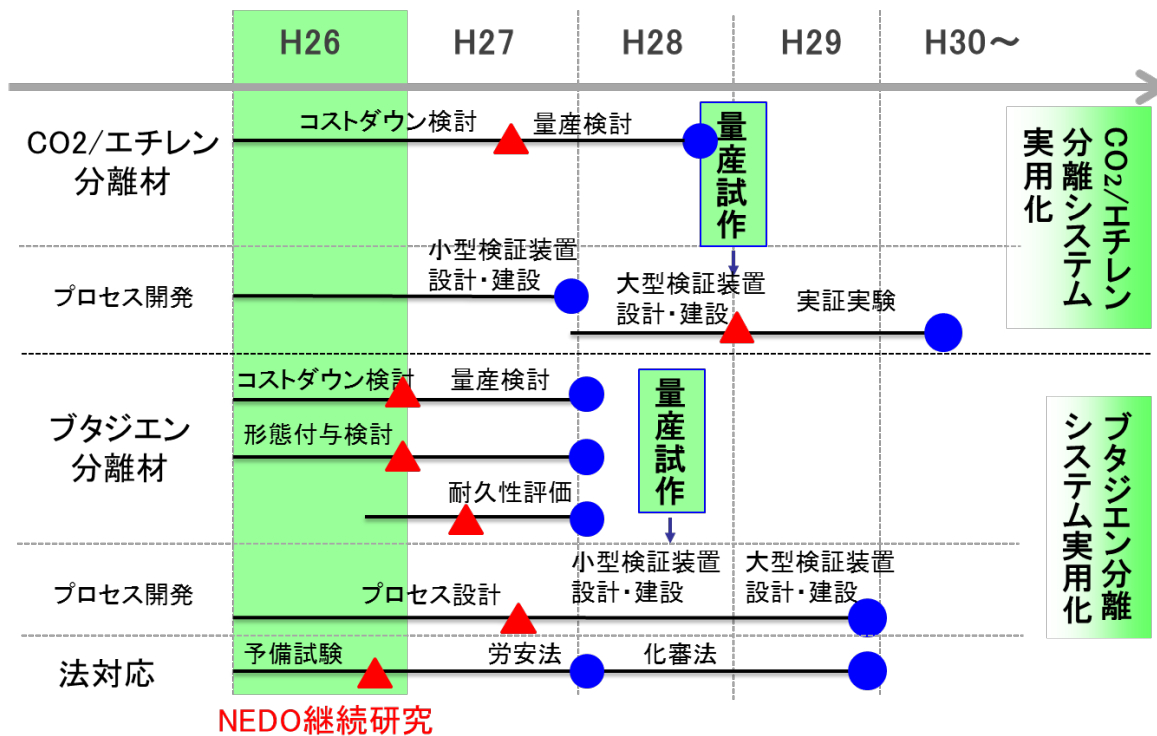 H26
H27
H28
H29
H30～
コストダウン検討
量産検討
CO2/エチレン
分離材
量産試作
CO₂/エチレン
分離システム
実用化
小型検証装置
設計・建設
プロセス開発
大型検証装置
設計・建設
実証実験
コストダウン検討
量産検討
ブタジエン
分離材
形態付与検討
耐久性評価
量産試作
ブタジエン分離
システム実用化
プロセス開発
プロセス設計
小型検証装置
設計・建設
大型検証装置
設計・建設
法対応
予備試験
労安法
化審法
NEDO継続研究